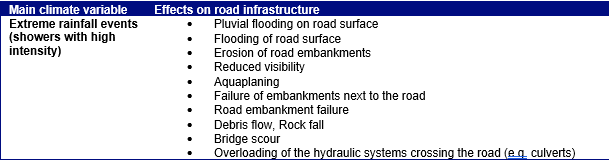 Main climate variable Effects on road infrastructure
Extreme rainfall events • Pluvial flooding on road surface
(showers with high • Flooding of road surface
intensity) • Erosion of road embankments
• Reduced visibility
• Aquaplaning
• Failure of embankments next to the road
• Road embankment failure
• Debris flow, Rock fall
• Bridge scour
• Overloading of the hydraulic systems crossing the road (e.g. culverts)